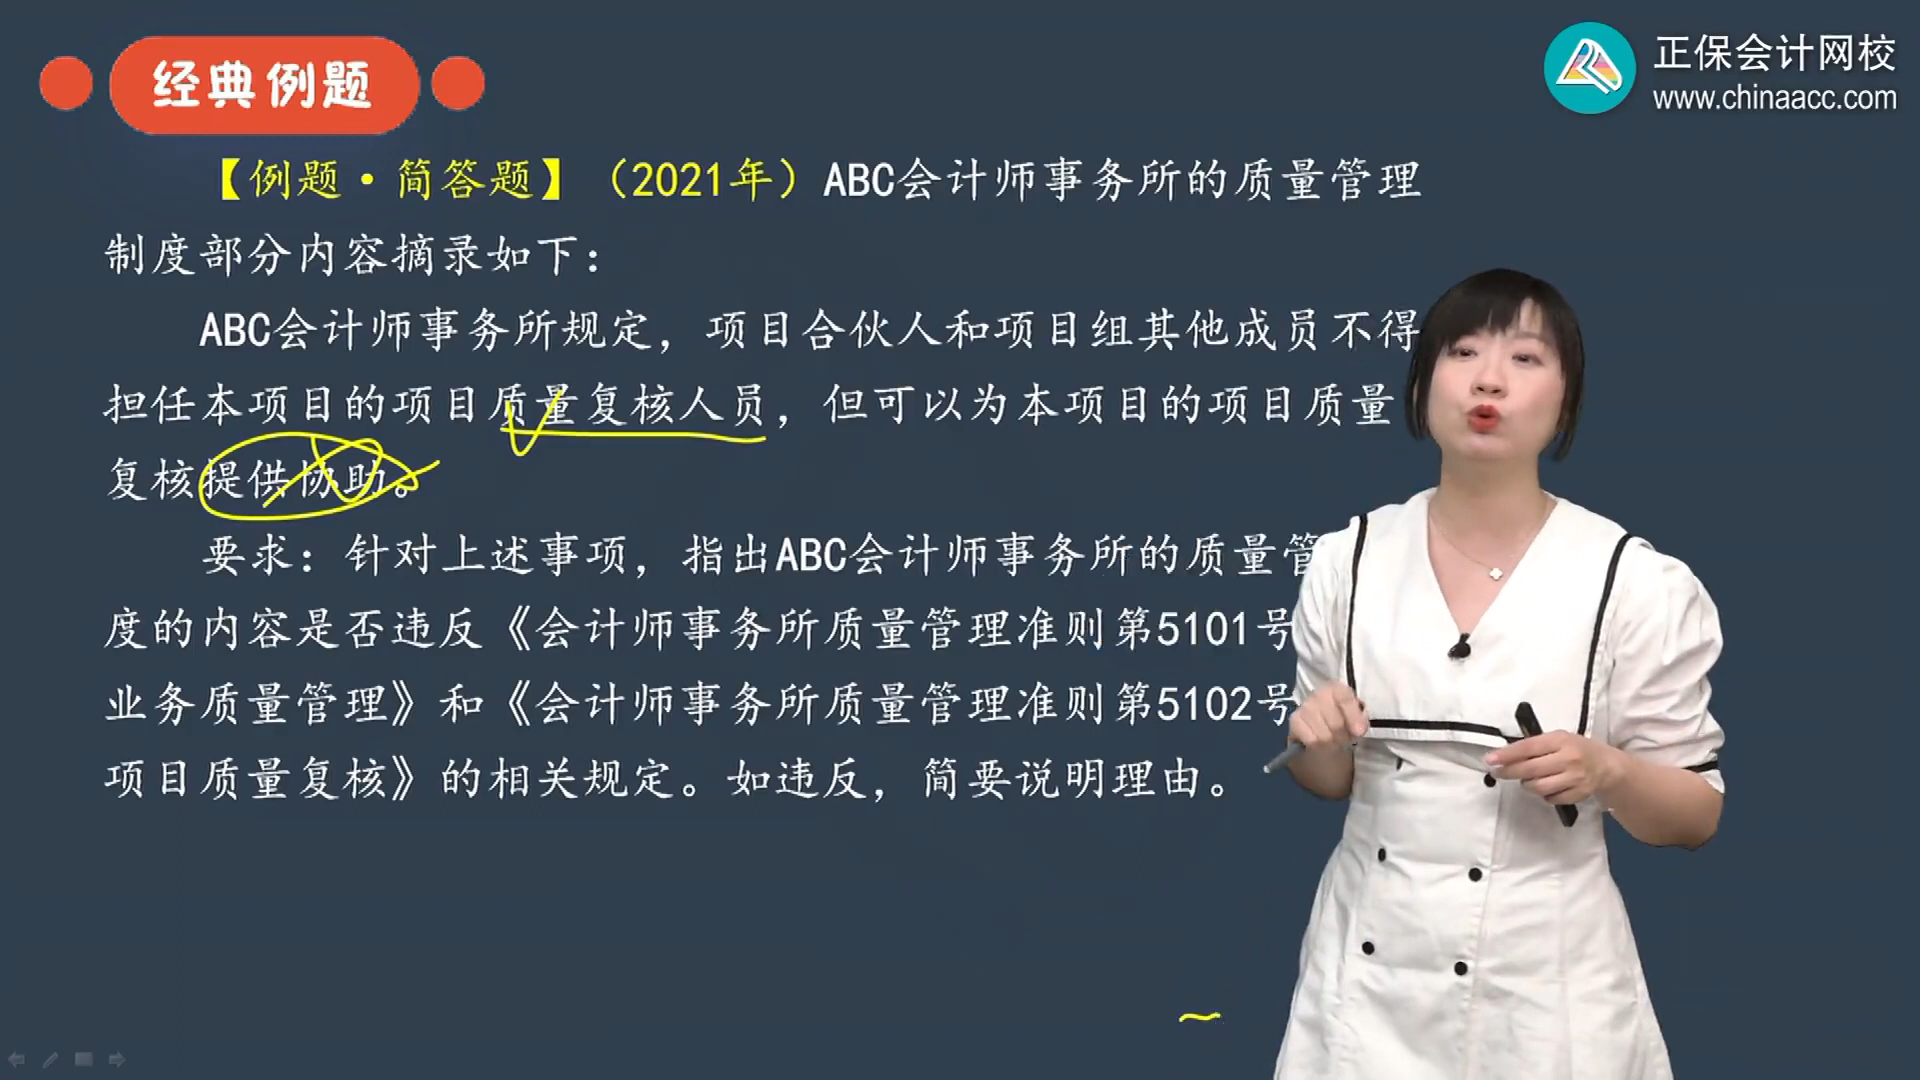 经典例题
正保会计网校
www.chinaacc.com
【例题·简答题】（2021年）ABC会计师事务所的质量管理
制度部分内容摘录如下：
ABC会计师事务所规定，项目合伙人和项目组其他成员不得
担任本项目的项目质量复核人员，但可以为本项目的项目质量
复核提供协助。
要求：针对上述事项，指出ABC会计师事务所的质量管
度的内容是否违反《会计师事务所质量管理准则第5101号
业务质量管理》和《会计师事务所质量管理准则第5102号
项目质量复核》的相关规定。如违反，简要说明理由。